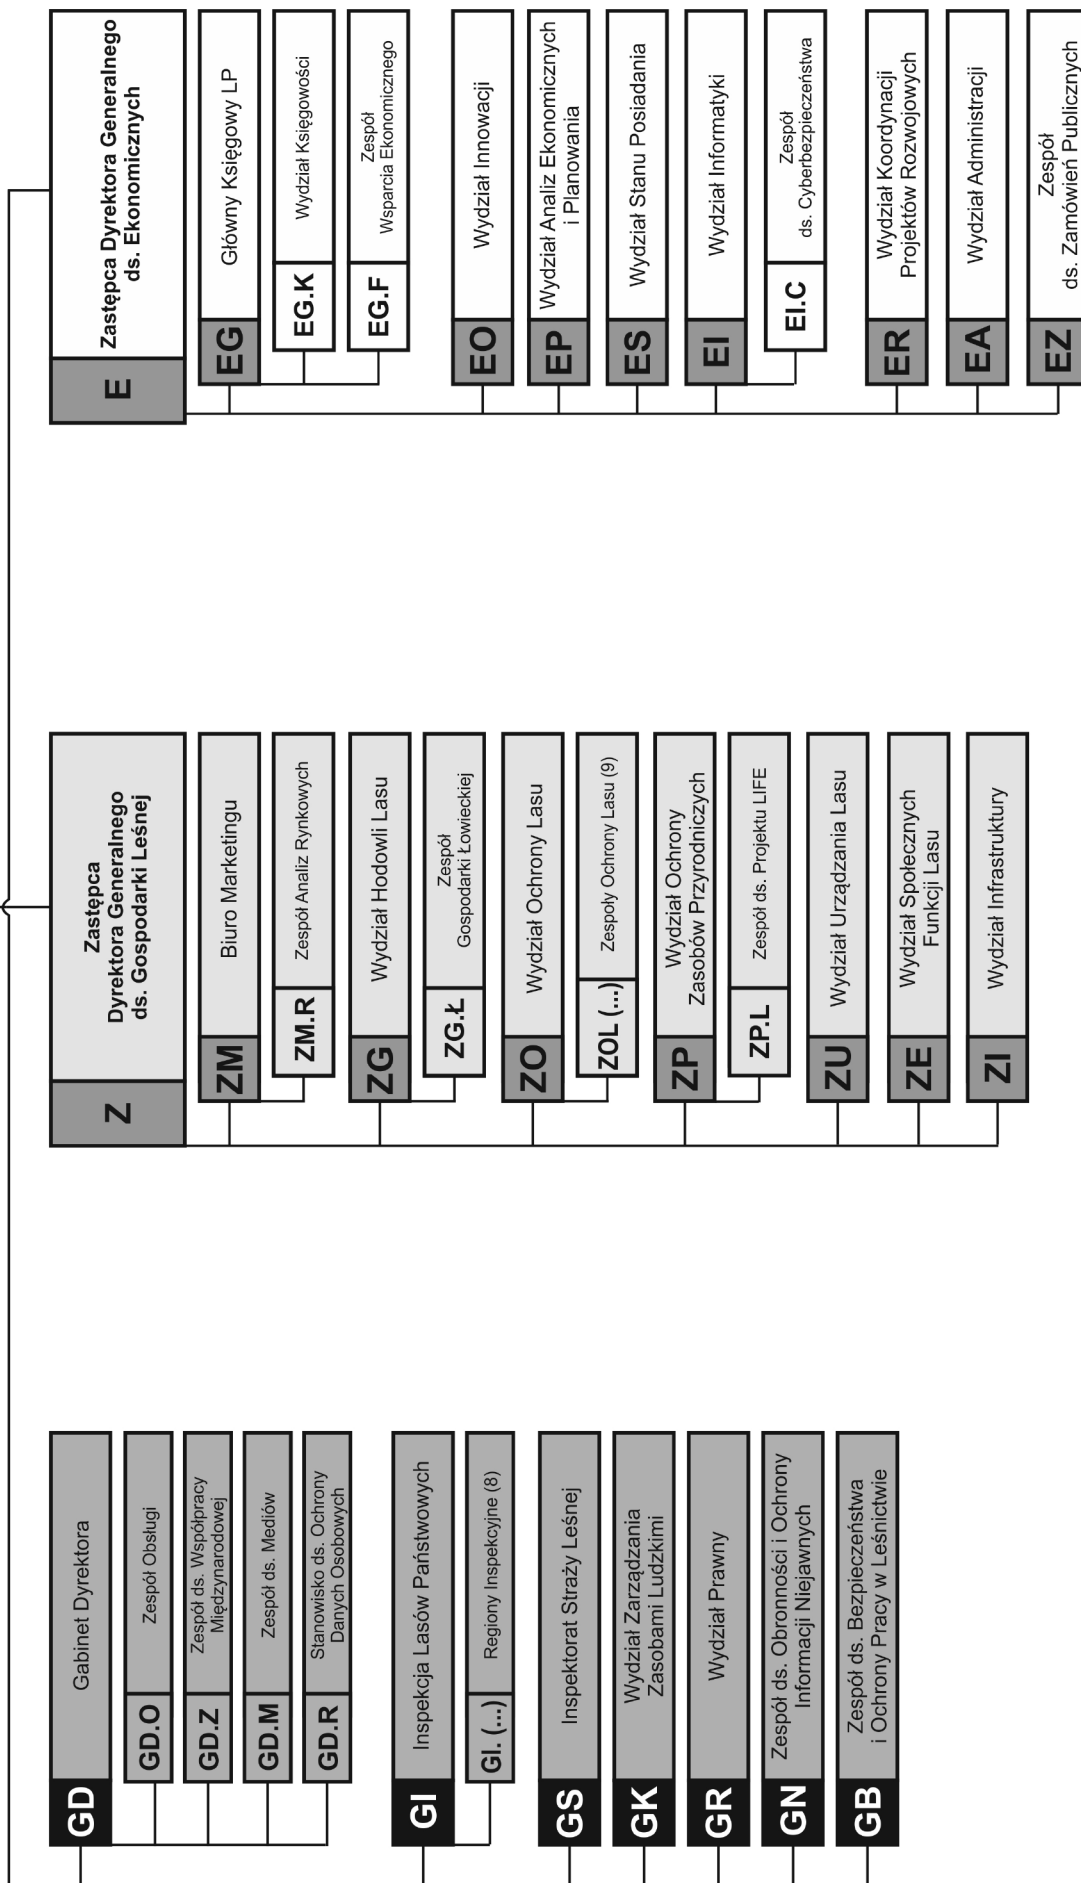 GD
Gabinet Dyrektora
GD.O
Zespół Obsługi
GD.Z
Zespół ds. Współpracy
Międzynarodowej
GD.M
Zespół ds. Mediów
GD.R
Stanowisko ds. Ochrony
Danych Osobowych
GI
Inspekcja Lasów Państwowych
GI. (...)
Regiony Inspekcyjne (8)
GS
Inspektorat Straży Leśnej
GK
Wydział Zarządzania
Zasobami Ludzkimi
GR
Wydział Prawny
GN
Zespół ds. Obronności i Ochrony
Informacji Niejawnych
GB
Zespół ds. Bezpieczeństwa
i Ochrony Pracy w Leśnictwie
Z
Zastępca
Dyrektora Generalnego
ds. Gospodarki Leśnej
ZM
Biuro Marketingu
ZM.R
Zespół Analiz Rynkowych
ZG
Wydział Hodowli Lasu
ZG.Ł
Zespół
Gospodarki Łowieckiej
ZO
Wydział Ochrony Lasu
ZOL (...)
Zespoły Ochrony Lasu (9)
ZP
Wydział Ochrony
Zasobów Przyrodniczych
ZP.L
Zespół ds. Projektu LIFE
ZU
Wydział Urządzania Lasu
ZE
Wydział Społecznych
Funkcji Lasu
ZI
Wydział Infrastruktury
E
Zastępca Dyrektora Generalnego
ds. Ekonomicznych
EG
Główny Księgowy LP
EG.K
Wydział Księgowości
EG.F
Zespół
Wsparcia Ekonomicznego
EO
Wydział Innowacji
EP
Wydział Analiz Ekonomicznych
i Planowania
ES
Wydział Stanu Posiadania
EI
Wydział Informatyki
EI.C
Zespół
ds. Cyberbezpieczeństwa
ER
Wydział Koordynacji
Projektów Rozwojowych
EA
Wydział Administracji
EZ
Zespół
ds. Zamówień Publicznych